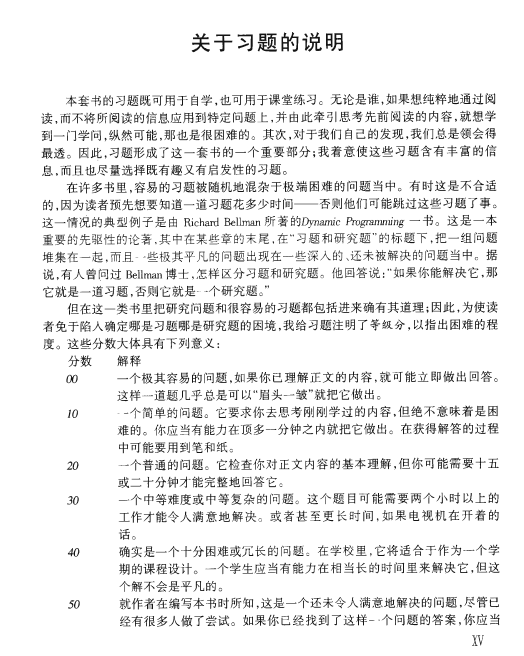 关于习题的说明
本套书的习题既可用于自学,也可用于课堂练习。无论是谁,如果想纯粹地通过阅
读,而不将所阅读的信息应用到特定问题上,并由此牵引思考先前阅读的内容,就想学
到一门学问,纵然可能,那也是很困难的。其次,对于我们自己的发现,我们总是领会得
最透。因此,习题形成了这一套书的一个重要部分;我着意使这些习题含有丰富的信
息,而且也尽量选择既有趣又有启发性的习题。
在许多书里,容易的习题被随机地混杂于极端困难的问题当中。有时这是不合适
的,因为读者预先想要知道一道习题花多少时间——否则他们可能跳过这些习题了事。
这一情况的典型例子是由 Richard Bellman 所著的Dynamic Programming 一书。这是一本
重要的先驱性的论著,其中在某些章的末尾,在“习题和研究题”的标题下,把一组问题
堆集在一起,而且一些极其平凡的问题出现在一些深人的、还未被解决的问题当中。据
说,有人曾问过 Bellman 博士,怎样区分习题和研究题。他回答说:“如果你能解决它,那
它就是一道习题,否则它就是一个研究题。”
但在这一类书里把研究问题和很容易的习题都包括进来确有其道理;因此,为使读
者免于陷入确定哪是习题哪是研究题的困境,我给习题注明了等级分,以指出困难的程
度。这些分数大体具有下列意义:
分数 解释
00 一个极其容易的问题,如果你已理解正文的内容,就可能立即做出回答。
这样一道题几乎总是可以“眉头一皱”就把它做出。
10 一个简单的问题。它要求你去思考刚刚学过的内容,但绝不意味着是困
难的。你应当有能力在顶多一分钟之内就把它做出。在获得解答的过程
中可能要用到笔和纸。
20 一个普通的问题。它检查你对正文内容的基本理解,但你可能需要十五
或二十分钟才能完整地回答它。
30 一个中等难度或中等复杂的问题。这个题目可能需要两个小时以上的
工作才能令人满意地解决。或者甚至更长时间,如果电视机在开着的
话。
40 确实是一个十分困难或冗长的问题。在学校里,它将适合于作为一个学
期的课程设计。一个学生应当有能力在相当长的时间里来解决它,但这
个解不会是平凡的。
50 就作者在编写本书时所知,这是一个还未令人满意地解决的问题,尽管已
经有很多人做了尝试。如果你已经找到了这样一个问题的答案,你应当
XV